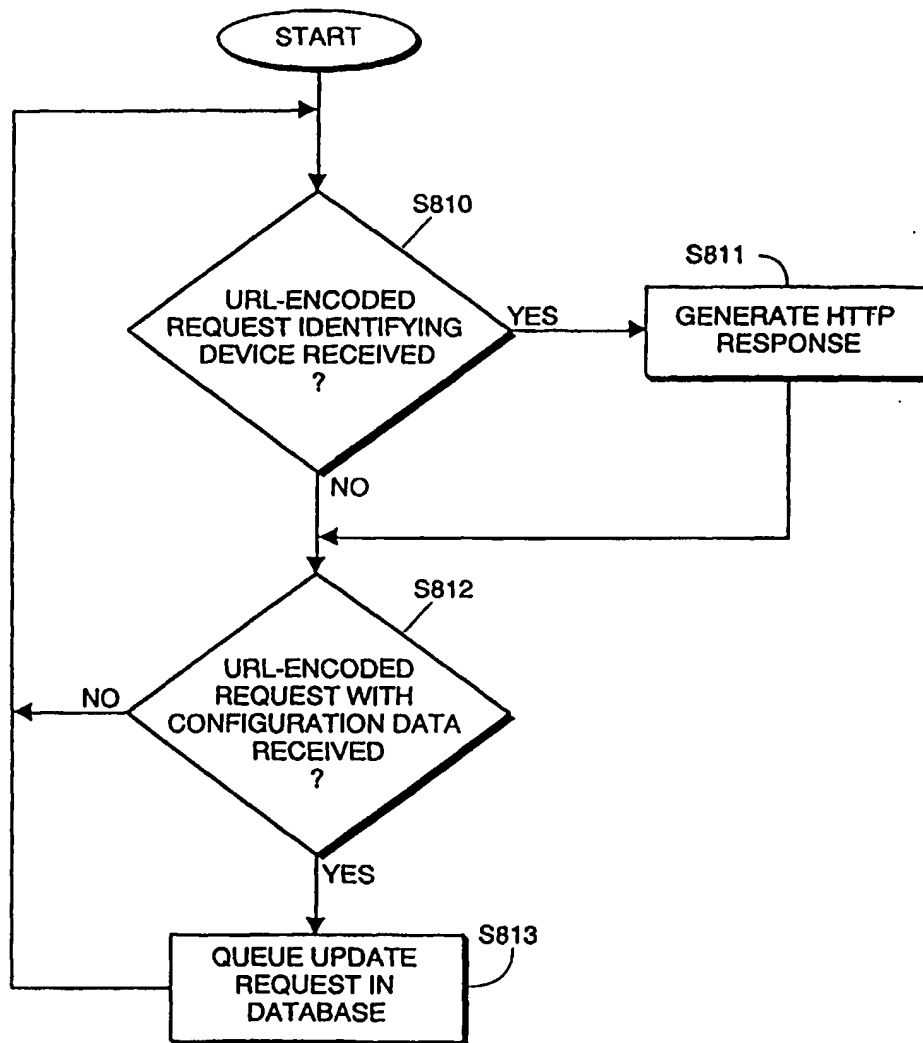 START
S810
URL-ENCODED
REQUEST IDENTIFYING
DEVICE RECEIVED
?
YES
S811
GENERATE HTTP
RESPONSE
NO
S812
URL-ENCODED
REQUEST WITH
CONFIGURATION DATA
RECEIVED
?
NO
YES
S813
QUEUE UPDATE
REQUEST IN
DATABASE